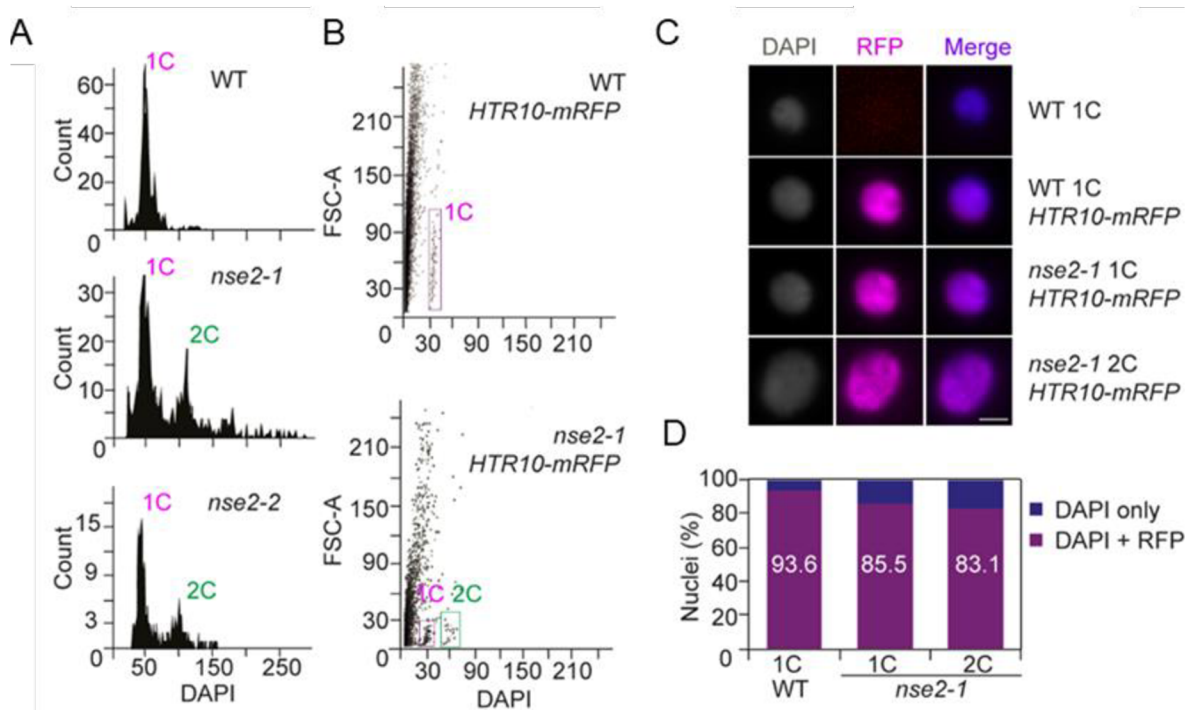 A
1C
WT
60
40
20
0
Count
1C
nse2-1
30
2C
20
10
0
Count
1C
nse2-2
15
2C
9
3
0
Count
50 150 250
DAPI
B
WT
HTR10-mRFP
210
150
90
30
1C
FSC-A
30 90 150 210
nse2-1
HTR10-mRFP
210
150
90
30
0
1C 2C
FSC-A
30 90 150 210
DAPI
C
DAPI RFP Merge
WT 1C
WT 1C
HTR10-mRFP
nse2-1 1C
HTR10-mRFP
nse2-1 2C
HTR10-mRFP
D
100
80
60
40
20
0
Nuclei (%)
93.6 85.5 83.1
1C 1C 2C
WT nse2-1
DAPI only
DAPI + RFP